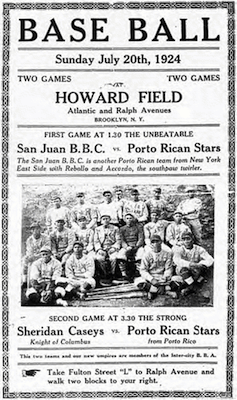 BASE BALL
Sunday July 20th, 1924
TWO GAMES TWO GAMES
AT
HOWARD FIELD
Atlantic and Ralph Avenues
BROOKLYN, N. Y.
FIRST GAME AT 1.30 THE UNBEATABLE
San Juan B.B.C. vs. Porto Rican Stars
The San Juan B.B.C. is another Porto Rican team from New York
East Side with Rebollo and Accordo, the southpaw twirler.
SECOND GAME AT 3.30 THE STRONG
Sheridan Caseys vs. Porto Rican Stars
Knight of Columbus from Porto Rico
This two teams and our new umpires are members of the Inter-city B. B. A.
Take Fulton Street "L" to Ralph Avenue and
walk two blocks to your right.